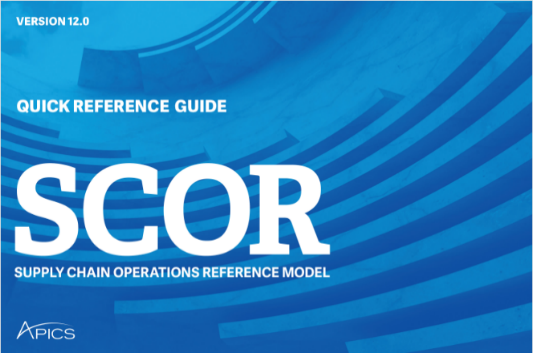 VERSION 12.0
QUICK REFERENCE GUIDE
SCOR
SUPPLY CHAIN OPERATIONS REFERENCE MODEL
APICS